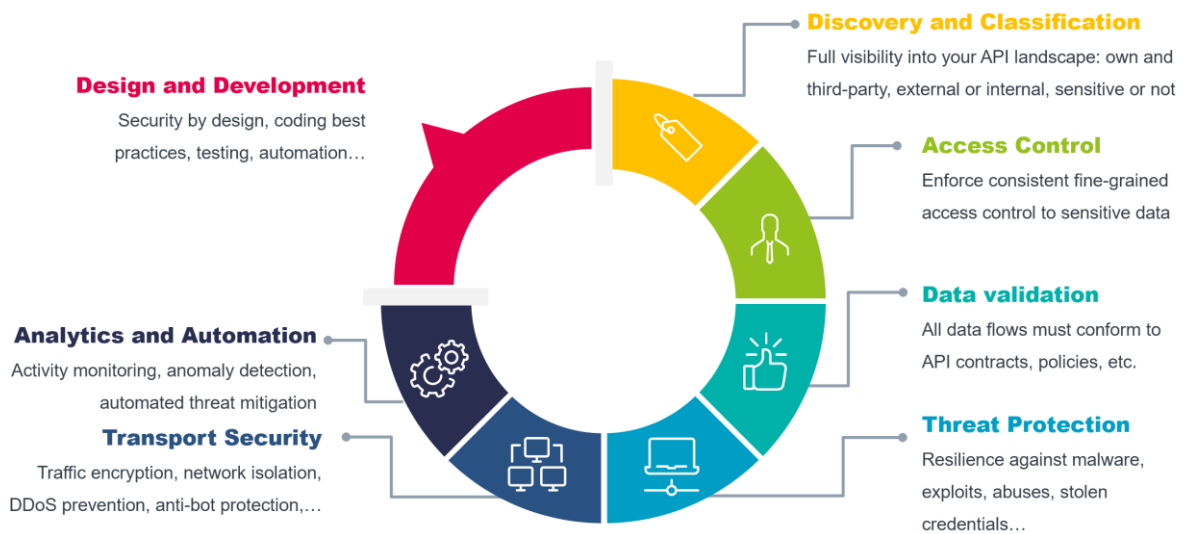 Discovery and Classification
Full visibility into your API landscape: own and
third-party, external or internal, sensitive or not
Design and Development
Security by design, coding best
practices, testing, automation…
Access Control
Enforce consistent fine-grained
access control to sensitive data
Data validation
All data flows must conform to
API contracts, policies, etc.
Analytics and Automation
Activity monitoring, anomaly detection,
automated threat mitigation
Threat Protection
Resilience against malware,
exploits, abuses, stolen
credentials…
Transport Security
Traffic encryption, network isolation,
DDoS prevention, anti-bot protection,…